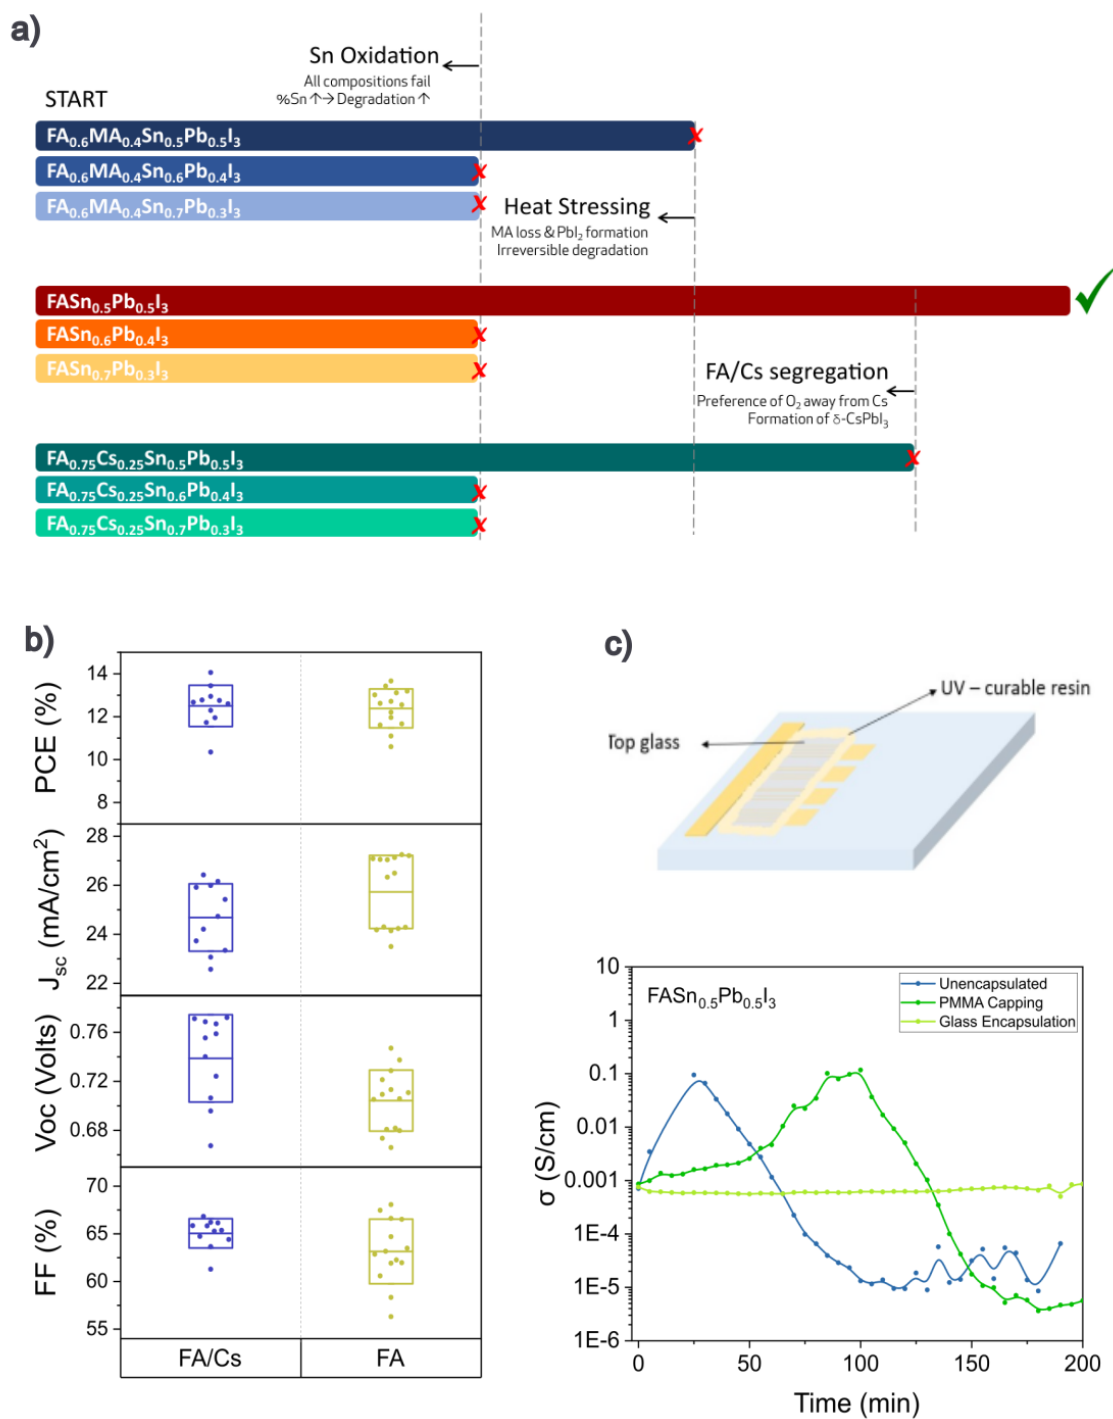 a)
Sn Oxidation
All compositions fail
%Sn ↑→ Degradation ↑
START
FA₀.₆MA₀.₄Sn₀.₅Pb₀.₅I₃
FA₀.₆MA₀.₄Sn₀.₆Pb₀.₄I₃
FA₀.₆MA₀.₄Sn₀.₇Pb₀.₃I₃
Heat Stressing
MA loss & PbI₂ formation
Irreversible degradation
FASn₀.₅Pb₀.₅I₃
FASn₀.₆Pb₀.₄I₃
FASn₀.₇Pb₀.₃I₃
FA/Cs segregation
Preference of O₂ away from Cs
Formation of δ-CsPbI₃
FA₀.₇₅Cs₀.₂₅Sn₀.₅Pb₀.₅I₃
FA₀.₇₅Cs₀.₂₅Sn₀.₆Pb₀.₄I₃
FA₀.₇₅Cs₀.₂₅Sn₀.₇Pb₀.₃I₃
b)
PCE (%)
14
12
10
8
J_sc (mA/cm²)
28
26
24
22
Voc (Volts)
0.76
0.72
0.68
FF (%)
70
65
60
55
FA/Cs
FA
c)
UV – curable resin
Top glass
FASn₀.₅Pb₀.₅I₃
Unencapsulated
PMMA Capping
Glass Encapsulation
σ (S/cm)
10
1
0.1
0.01
0.001
1E-4
1E-5
1E-6
0
50
100
150
200
Time (min)